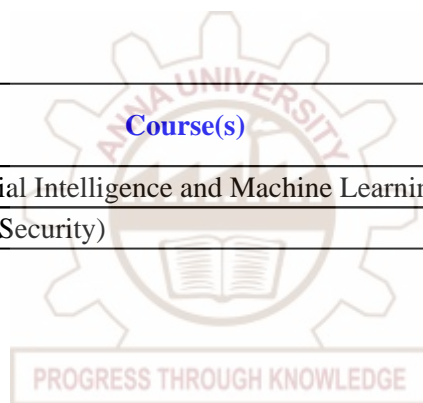 ANNA UNIVERSITY
Course(s)
ial Intelligence and Machine Learnin
Security)
PROGRESS THROUGH KNOWLEDGE